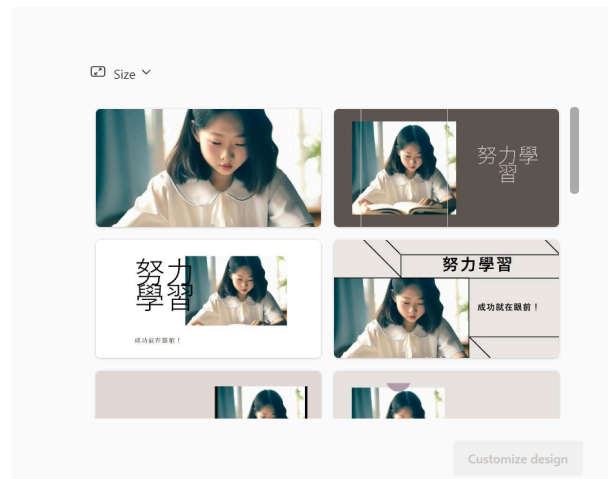 Size
努力學
習
努力
學習
成功就在眼前！
努力學習
成功就在眼前！
Customize design